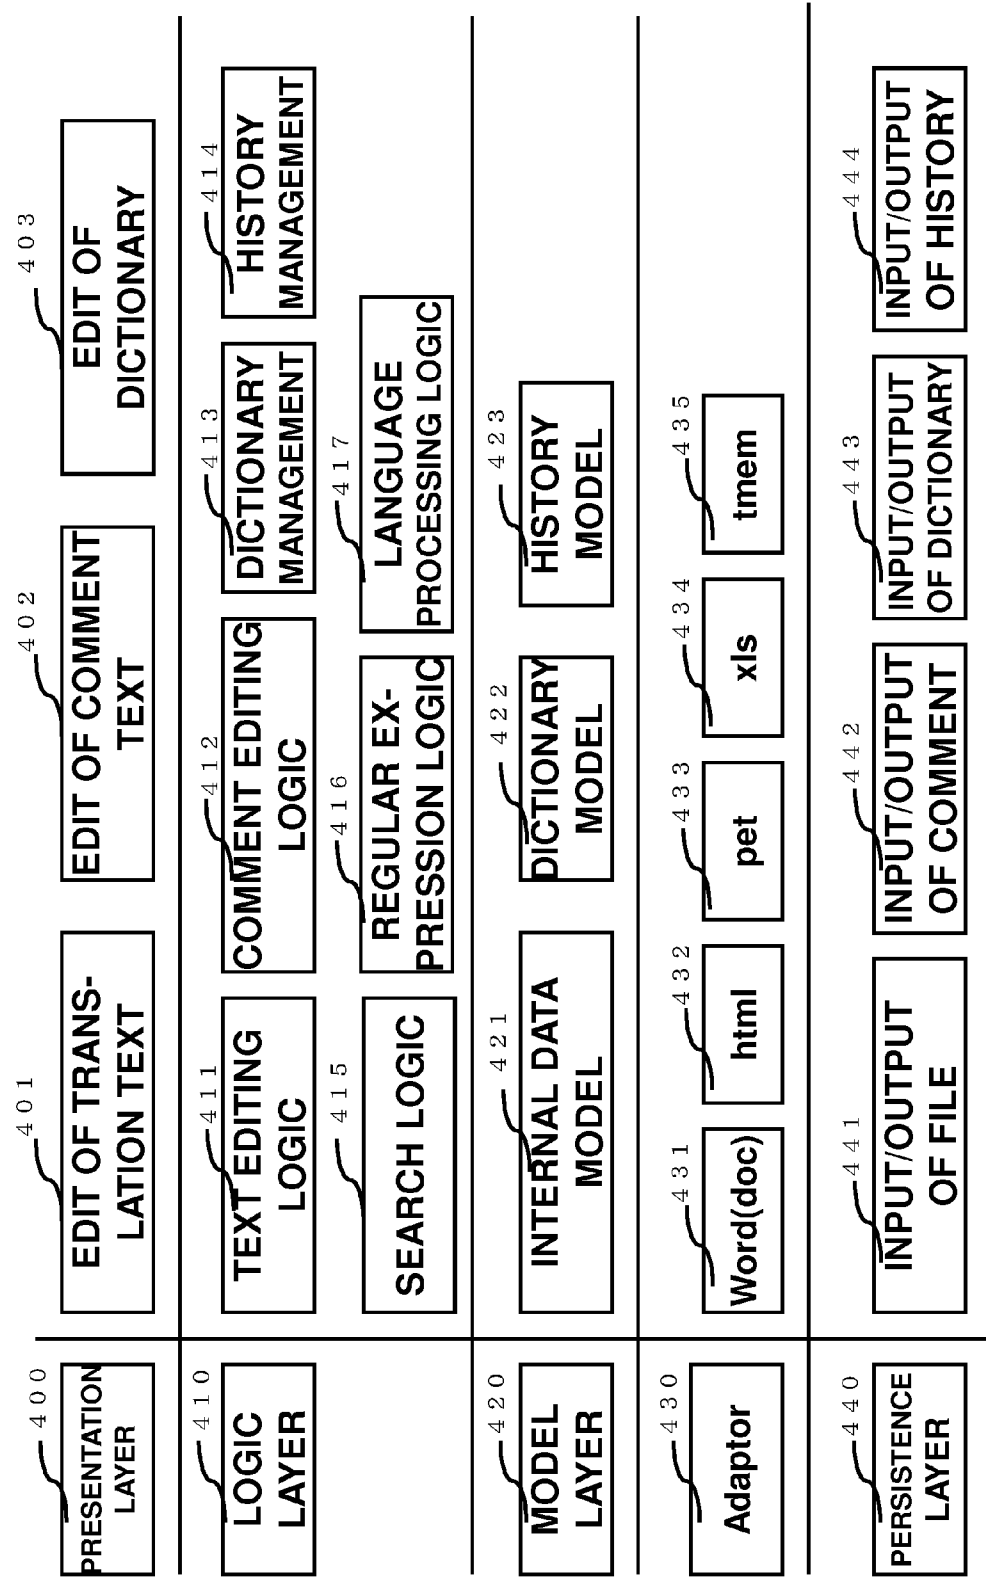 400
PRESENTATION
LAYER
401
EDIT OF TRANS-
LATION TEXT
402
EDIT OF COMMENT
TEXT
403
EDIT OF
DICTIONARY
410
LOGIC
LAYER
411
TEXT EDITING
LOGIC
412
COMMENT EDITING
LOGIC
413
DICTIONARY
MANAGEMENT
414
HISTORY
MANAGEMENT
415
SEARCH LOGIC
416
REGULAR EX-
PRESSION LOGIC
417
LANGUAGE
PROCESSING LOGIC
420
MODEL
LAYER
421
INTERNAL DATA
MODEL
422
DICTIONARY
MODEL
423
HISTORY
MODEL
430
Adaptor
431
Word(doc)
432
html
433
pet
434
xls
435
tmem
440
PERSISTENCE
LAYER
441
INPUT/OUTPUT
OF FILE
442
INPUT/OUTPUT
OF COMMENT
443
INPUT/OUTPUT
OF DICTIONARY
444
INPUT/OUTPUT
OF HISTORY